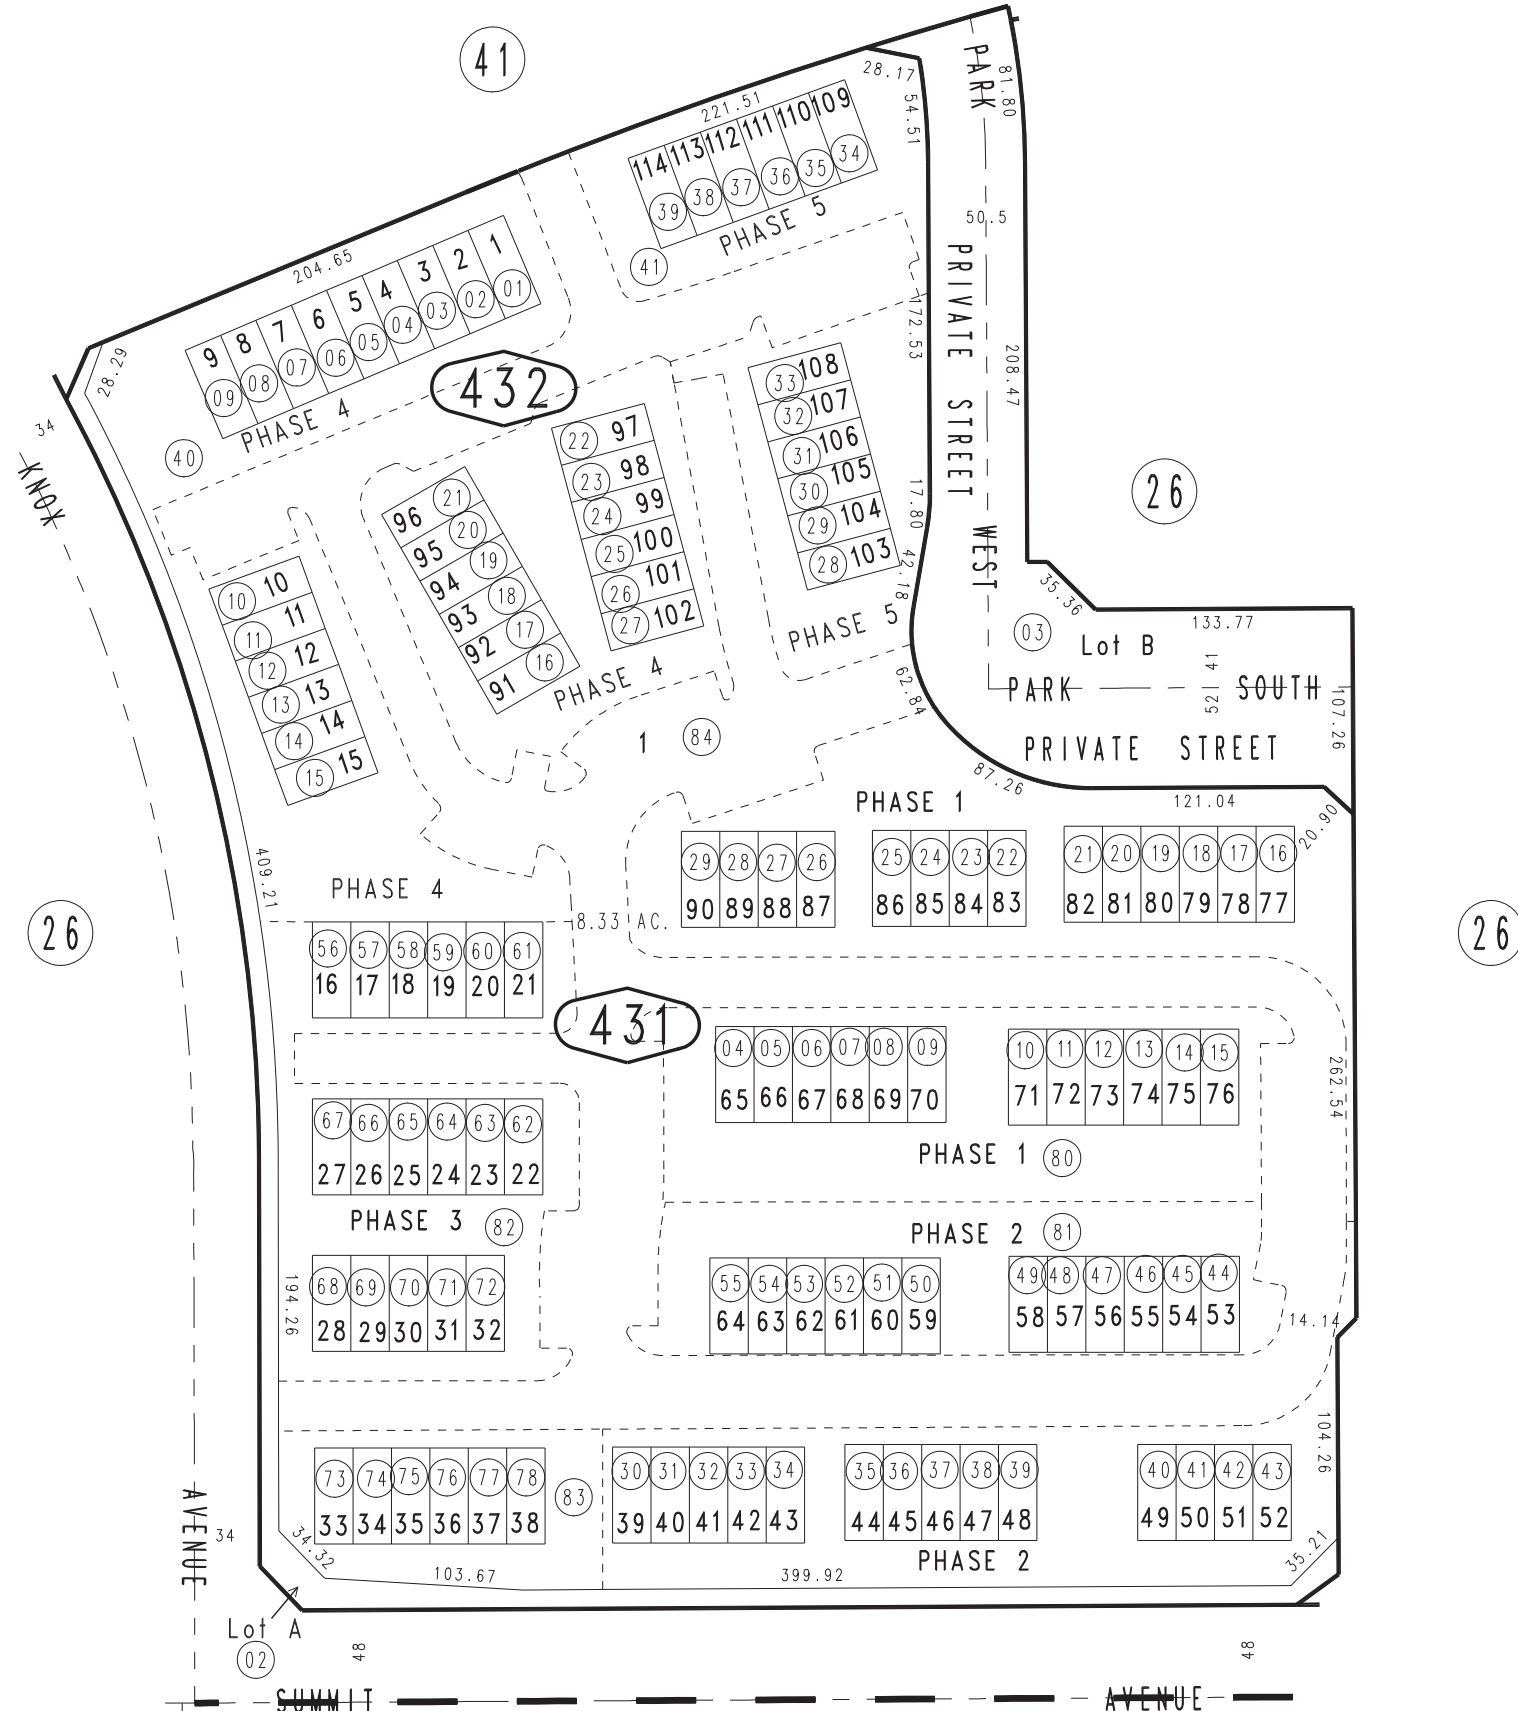 41
28.17
PARK
81.80
221.51
54.51
114 113 112 111 110 109
39 38 37 36 35 34
PHASE 5
41
50.5
204.65
9 8 7 6 5 4 3 2 1
09 08 07 06 05 04 03 02 01
PHASE 4
432
40
28.29
34
KNOX
172.53
PRIVATE STREET
208.47
33 108
32 107
31 106
30 105
29 104
28 103
PHASE 5
22 97
23 98
24 99
25 100
26 101
27 102
96 21
95 20
94 19
93 18
92 17
91 16
PHASE 4
10 10
11 11
12 12
13 13
14 14
15 15
17.80
42.18
WEST
26
35.36
03
Lot B
133.77
52.41
PARK
SOUTH
107.26
62.84
1
84
PRIVATE STREET
87.26
121.04
20.90
PHASE 1
29 28 27 26
90 89 88 87
25 24 23 22
86 85 84 83
21 20 19 18 17 16
82 81 80 79 78 77
409.21
PHASE 4
8.33 AC.
26
26
56 57 58 59 60 61
16 17 18 19 20 21
431
04 05 06 07 08 09
65 66 67 68 69 70
10 11 12 13 14 15
71 72 73 74 75 76
262.54
PHASE 1
80
67 66 65 64 63 62
27 26 25 24 23 22
PHASE 3
82
PHASE 2
81
68 69 70 71 72
28 29 30 31 32
194.26
55 54 53 52 51 50
64 63 62 61 60 59
49 48 47 46 45 44
58 57 56 55 54 53
14.14
104.26
73 74 75 76 77 78
33 34 35 36 37 38
83
30 31 32 33 34
39 40 41 42 43
35 36 37 38 39
44 45 46 47 48
40 41 42 43
49 50 51 52
PHASE 2
AVENUE
34
34.32
103.67
399.92
35.21
Lot A
02
48
48
SUMMIT
AVENUE